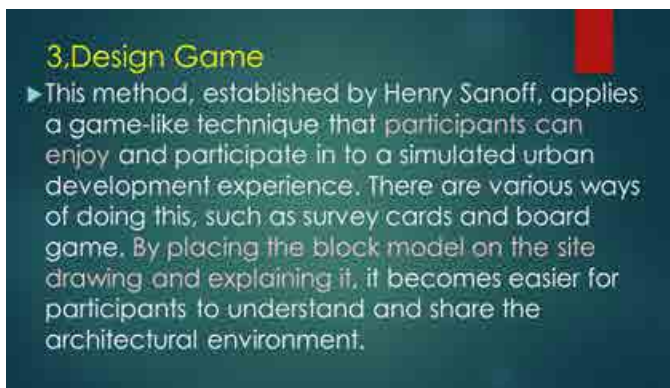 3,Design Game
This method, established by Henry Sanoff, applies
a game-like technique that participants can
enjoy and participate in to a simulated urban
development experience. There are various ways
of doing this, such as survey cards and board
game. By placing the block model on the site
drawing and explaining it, it becomes easier for
participants to understand and share the
architectural environment.